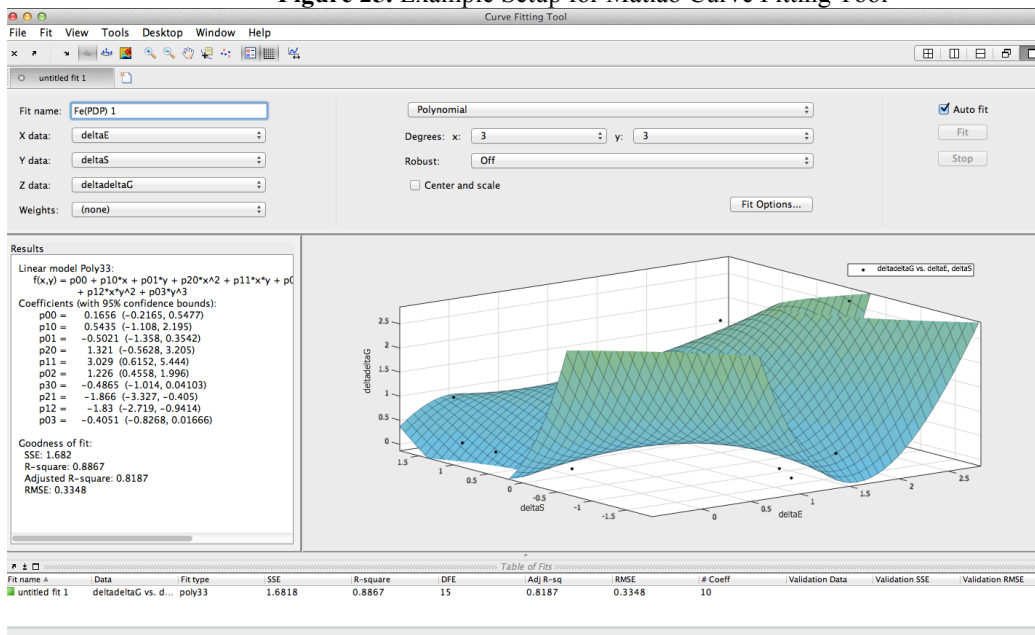 Figure 23. Example Setup for Matlab Curve Fitting Tool
Curve Fitting Tool
File Fit View Tools Desktop Window Help
untitled fit 1
Fit name: Fe(PDP) 1
X data: deltaE
Y data: deltaS
Z data: deltadeltaG
Weights: (none)
Polynomial
Degrees: x: 3 y: 3
Robust: Off
Center and scale
Fit Options...
Auto fit
Fit
Stop
Results
Linear model Poly33:
f(x,y) = p00 + p10*x + p01*y + p20*x^2 + p11*x*y + p0
+ p12*x*y^2 + p03*y^3
Coefficients (with 95% confidence bounds):
p00 = 0.1656 (-0.2165, 0.5477)
p10 = 0.5435 (-1.108, 2.195)
p01 = -0.5021 (-1.358, 0.3542)
p20 = 1.321 (-0.5628, 3.205)
p11 = 3.029 (0.6152, 5.444)
p02 = 1.226 (0.4558, 1.996)
p30 = -0.4865 (-1.014, 0.04103)
p21 = -1.866 (-3.327, -0.405)
p12 = -1.83 (-2.719, -0.9414)
p03 = -0.4051 (-0.8268, 0.01666)
Goodness of fit:
SSE: 1.682
R-square: 0.8867
Adjusted R-square: 0.8187
RMSE: 0.3348
deltadeltaG vs. deltaE, deltaS
2.5
2
1.5
1
0.5
0
deltadeltaG
1.5
1
0.5
0
-0.5
-1
-1.5
deltaS
0
0.5
1
1.5
2
2.5
deltaE
Table of Fits
Fit name Data Fit type SSE R-square DFE Adj R-sq RMSE # Coeff Validation Data Validation SSE Validation RMSE
untitled fit 1 deltadeltaG vs. d... poly33 1.6818 0.8867 15 0.8187 0.3348 10